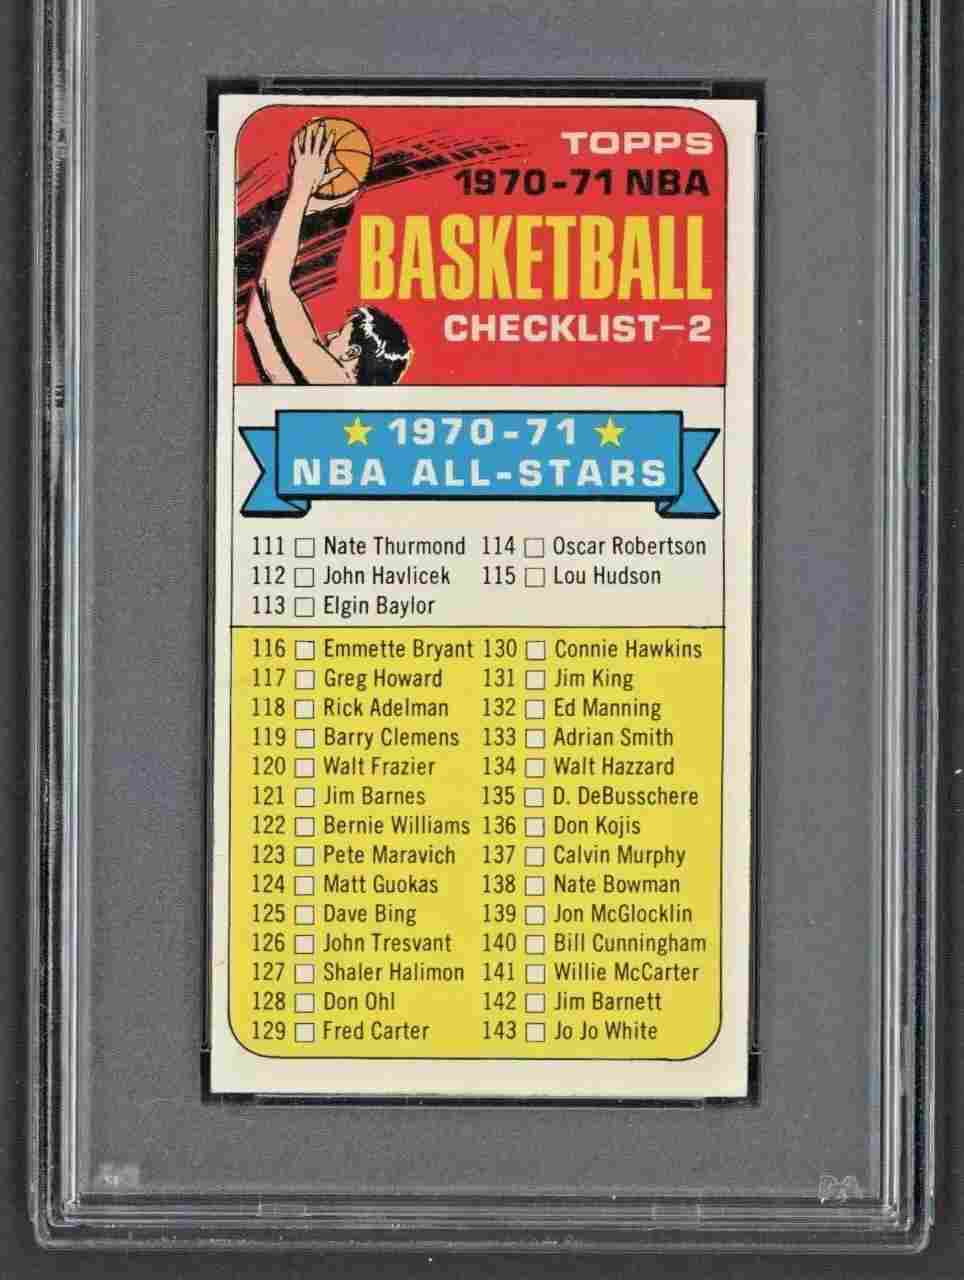 TOPPS
1970-71 NBA
BASKETBALL
CHECKLIST-2
1970-71
NBA ALL-STARS
111 Nate Thurmond 114 Oscar Robertson
112 John Havlicek 115 Lou Hudson
113 Elgin Baylor
116 Emmette Bryant 130 Connie Hawkins
117 Greg Howard 131 Jim King
118 Rick Adelman 132 Ed Manning
119 Barry Clemens 133 Adrian Smith
120 Walt Frazier 134 Walt Hazzard
121 Jim Barnes 135 D. DeBusschere
122 Bernie Williams 136 Don Kojis
123 Pete Maravich 137 Calvin Murphy
124 Matt Guokas 138 Nate Bowman
125 Dave Bing 139 Jon McGlocklin
126 John Tresvant 140 Bill Cunningham
127 Shaler Halimon 141 Willie McCarter
128 Don Ohl 142 Jim Barnett
129 Fred Carter 143 Jo Jo White